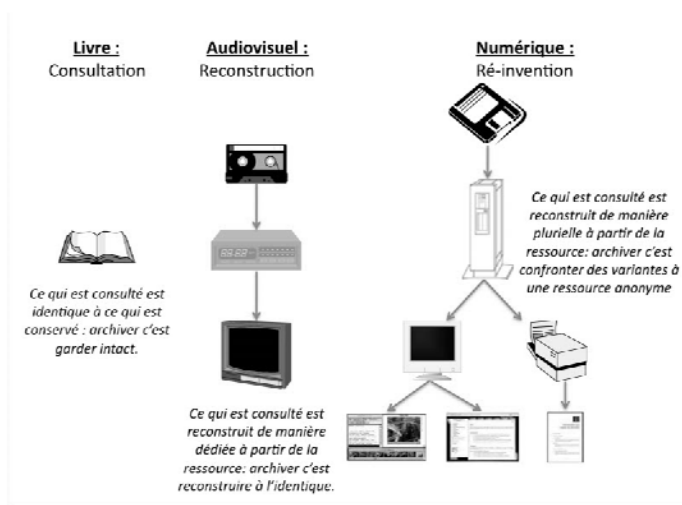 Livre :
Consultation
Audiovisuel :
Reconstruction
Numérique :
Ré-invention
Ce qui est consulté est
identique à ce qui est
conservé : archiver c'est
garder intact.
Ce qui est consulté est
reconstruit de manière
dédiée à partir de la
ressource: archiver c'est
reconstruire à l'identique.
Ce qui est consulté est
reconstruit de manière
plurielle à partir de la
ressource: archiver c'est
confronter des variantes à
une ressource anonyme